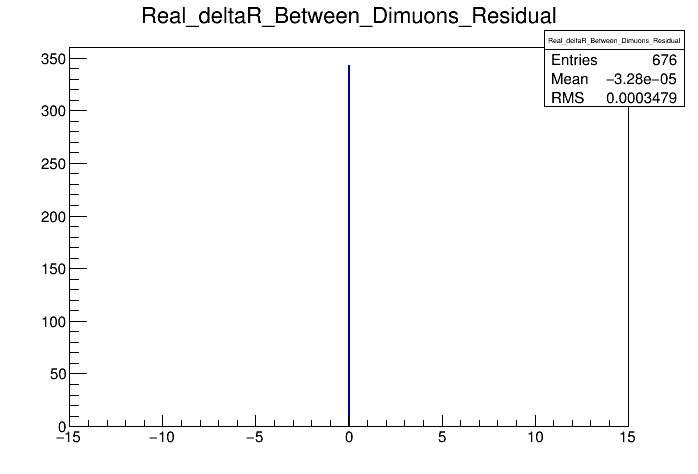 Real_deltaR_Between_Dimuons_Residual
Real_deltaR_Between_Dimuons_Residual
Entries 676
Mean −3.28e−05
RMS 0.0003479
350
300
250
200
150
100
50
0
−15 −10 −5 0 5 10 15